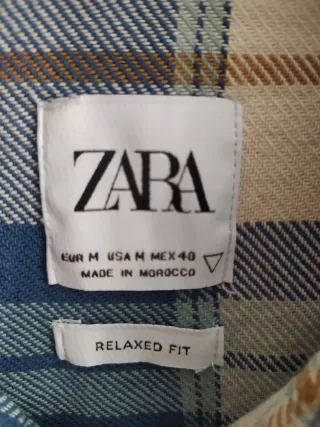 ZARA
EUR M USA M MEX 40
MADE IN MOROCCO
RELAXED FIT